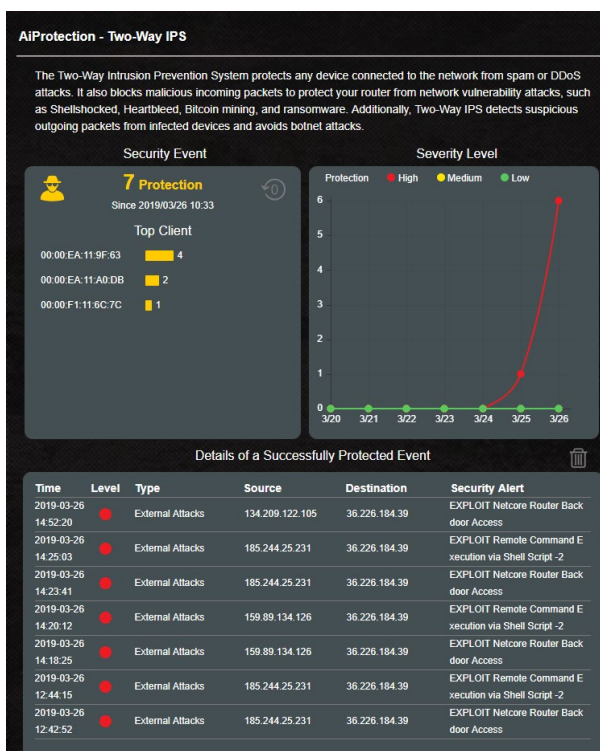 AiProtection - Two-Way IPS
The Two-Way Intrusion Prevention System protects any device connected to the network from spam or DDoS
attacks. It also blocks malicious incoming packets to protect your router from network vulnerability attacks, such
as Shellshocked, Heartbleed, Bitcoin mining, and ransomware. Additionally, Two-Way IPS detects suspicious
outgoing packets from infected devices and avoids botnet attacks.
Security Event
7 Protection
0
Since 2019/03/26 10:33
Top Client
00:00:EA:11:9F:63 4
00:00:EA:11:A0:DB 2
00:00:F1:11:6C:7C 1
Severity Level
Protection High Medium Low
6
5
4
3
2
1
0
3/20 3/21 3/22 3/23 3/24 3/25 3/26
Details of a Successfully Protected Event
Time Level Type Source Destination Security Alert
2019-03-26 EXPLOIT Netcore Router Back
14:52:20 External Attacks 134.209.122.105 36.226.184.39 door Access
2019-03-26 EXPLOIT Remote Command E
14:25:03 External Attacks 185.244.25.231 36.226.184.39 xecution via Shell Script -2
2019-03-26 EXPLOIT Netcore Router Back
14:23:41 External Attacks 185.244.25.231 36.226.184.39 door Access
2019-03-26 EXPLOIT Remote Command E
14:20:12 External Attacks 159.89.134.126 36.226.184.39 xecution via Shell Script -2
2019-03-26 EXPLOIT Netcore Router Back
14:18:25 External Attacks 159.89.134.126 36.226.184.39 door Access
2019-03-26 EXPLOIT Remote Command E
12:44:15 External Attacks 185.244.25.231 36.226.184.39 xecution via Shell Script -2
2019-03-26 EXPLOIT Netcore Router Back
12:42:52 External Attacks 185.244.25.231 36.226.184.39 door Access